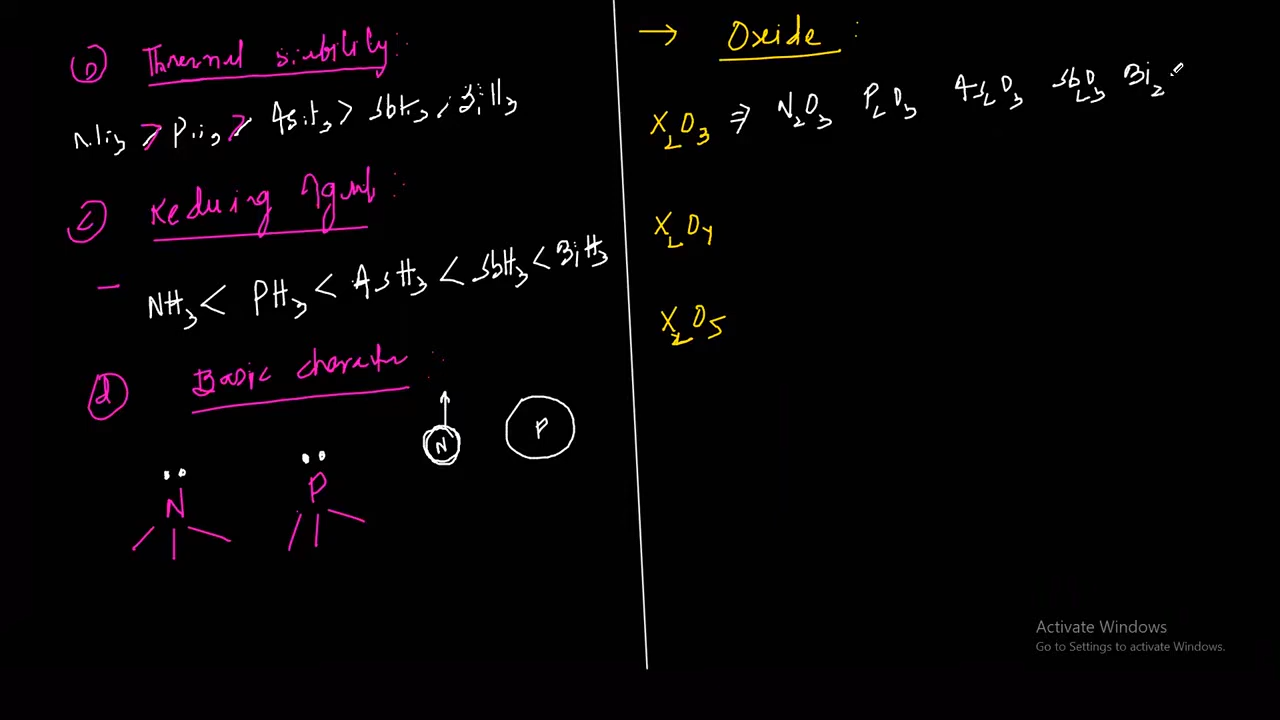 b Thermal stability :
NH₃ > PH₃ > AsH₃ > SbH₃ , BiH₃
c Reducing Agent :
NH₃ < PH₃ < AsH₃ < SbH₃ < BiH₃
d Basic character :
N P
N P
→ Oxide :
X₂O₃ ⇒ N₂O₃ P₂O₃ As₂O₃ Sb₂O₃ Bi₂
X₂O₄
X₂O₅
Activate Windows
Go to Settings to activate Windows.